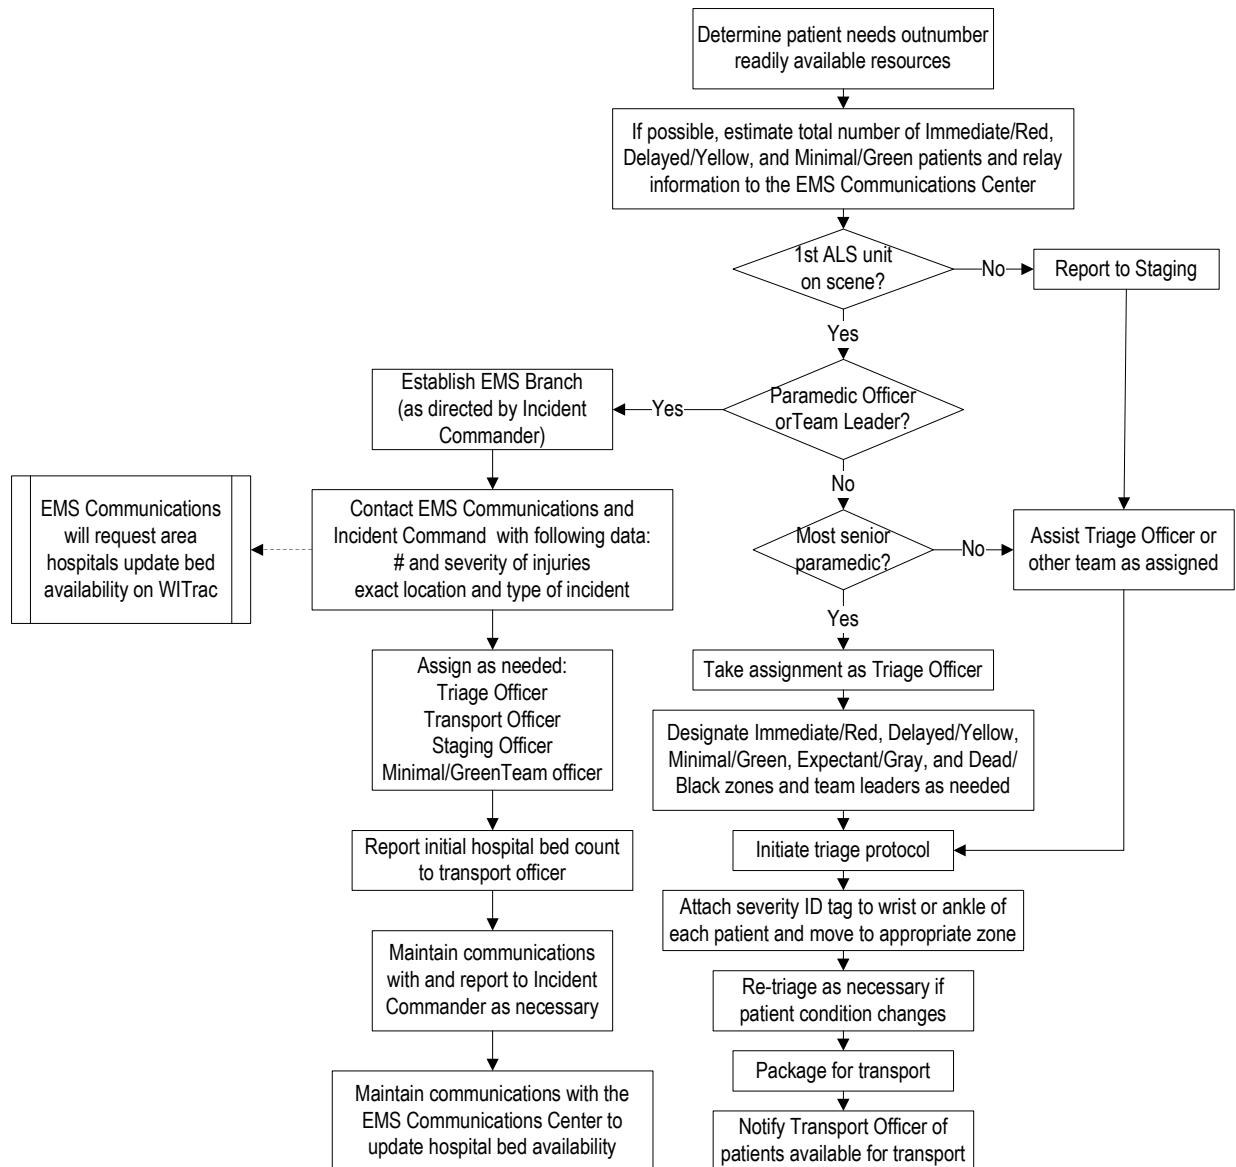 Determine patient needs outnumber
readily available resources
If possible, estimate total number of Immediate/Red,
Delayed/Yellow, and Minimal/Green patients and relay
information to the EMS Communications Center
1st ALS unit
on scene?
No
Report to Staging
Yes
Paramedic Officer
orTeam Leader?
Yes
Establish EMS Branch
(as directed by Incident
Commander)
No
Contact EMS Communications and
Incident Command with following data:
# and severity of injuries
exact location and type of incident
EMS Communications
will request area
hospitals update bed
availability on WITrac
Most senior
paramedic?
No
Assist Triage Officer or
other team as assigned
Yes
Assign as needed:
Triage Officer
Transport Officer
Staging Officer
Minimal/GreenTeam officer
Take assignment as Triage Officer
Designate Immediate/Red, Delayed/Yellow,
Minimal/Green, Expectant/Gray, and Dead/
Black zones and team leaders as needed
Report initial hospital bed count
to transport officer
Initiate triage protocol
Attach severity ID tag to wrist or ankle of
each patient and move to appropriate zone
Maintain communications
with and report to Incident
Commander as necessary
Re-triage as necessary if
patient condition changes
Package for transport
Maintain communications with the
EMS Communications Center to
update hospital bed availability
Notify Transport Officer of
patients available for transport